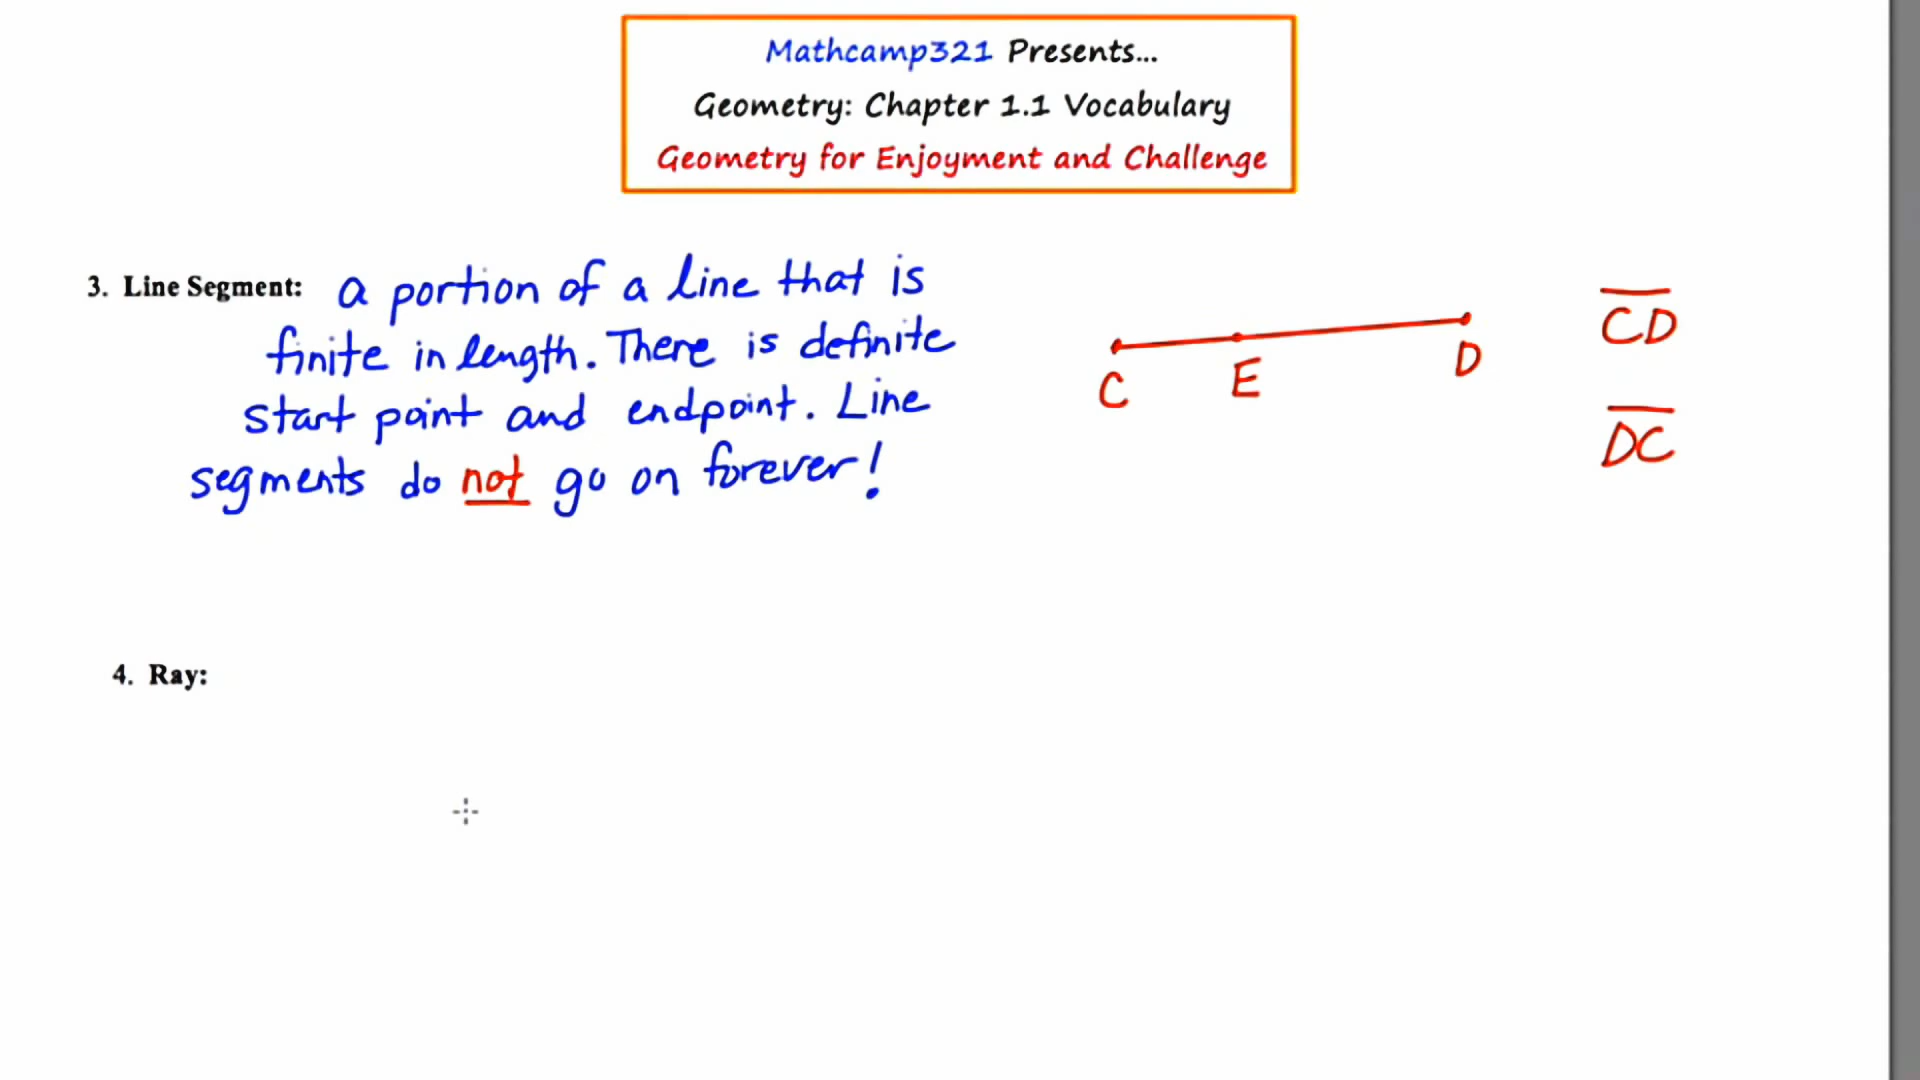 Mathcamp321 Presents...
Geometry: Chapter 1.1 Vocabulary
Geometry for Enjoyment and Challenge
3. Line Segment: a portion of a line that is
finite in length. There is definite
start point and endpoint. Line
segments do not go on forever!
C E D
CD
DC
4. Ray: